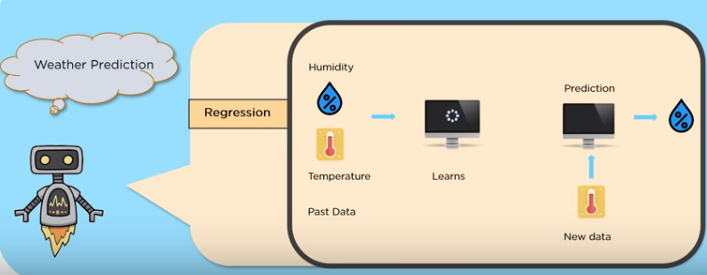 Weather Prediction
Regression
Humidity
Temperature
Past Data
Learns
Prediction
New data